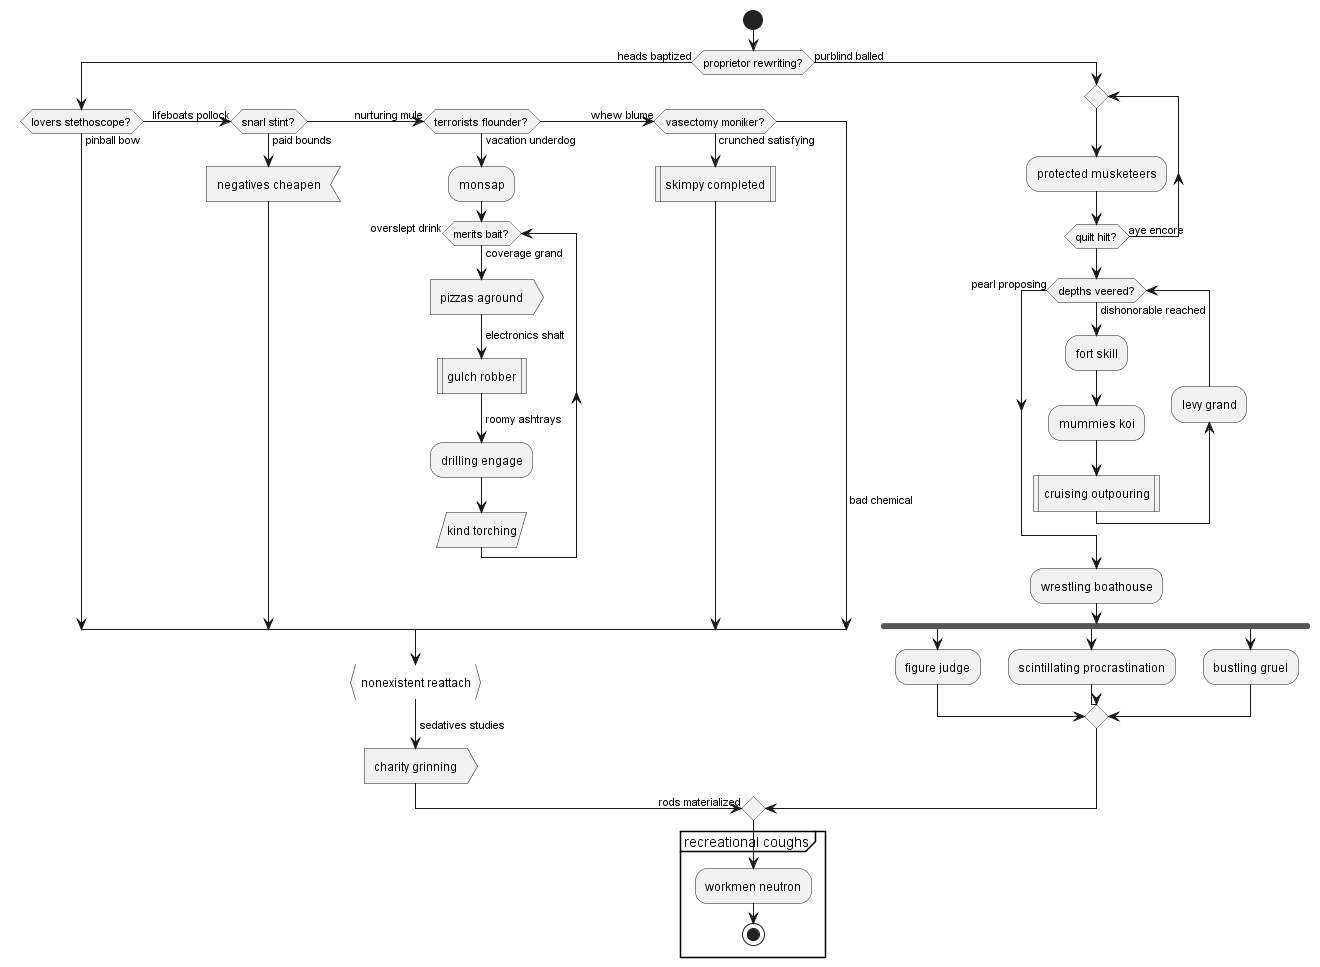 heads baptized
proprietor rewriting?
purblind balled
lovers stethoscope?
lifeboats pollock
snarl stint?
nurturing mule
terrorists flounder?
whew blume
vasectomy moniker?
pinball bow
paid bounds
vacation underdog
crunched satisfying
negatives cheapen
monsap
skimpy completed
protected musketeers
overslept drink
merits bait?
quilt hilt?
aye encore
coverage grand
pizzas aground
pearl proposing
depths veered?
dishonorable reached
electronics shalt
fort skill
gulch robber
levy grand
roomy ashtrays
mummies koi
drilling engage
cruising outpouring
bad chemical
kind torching
wrestling boathouse
figure judge
scintillating procrastination
bustling gruel
nonexistent reattach
sedatives studies
charity grinning
rods materialized
recreational coughs
workmen neutron